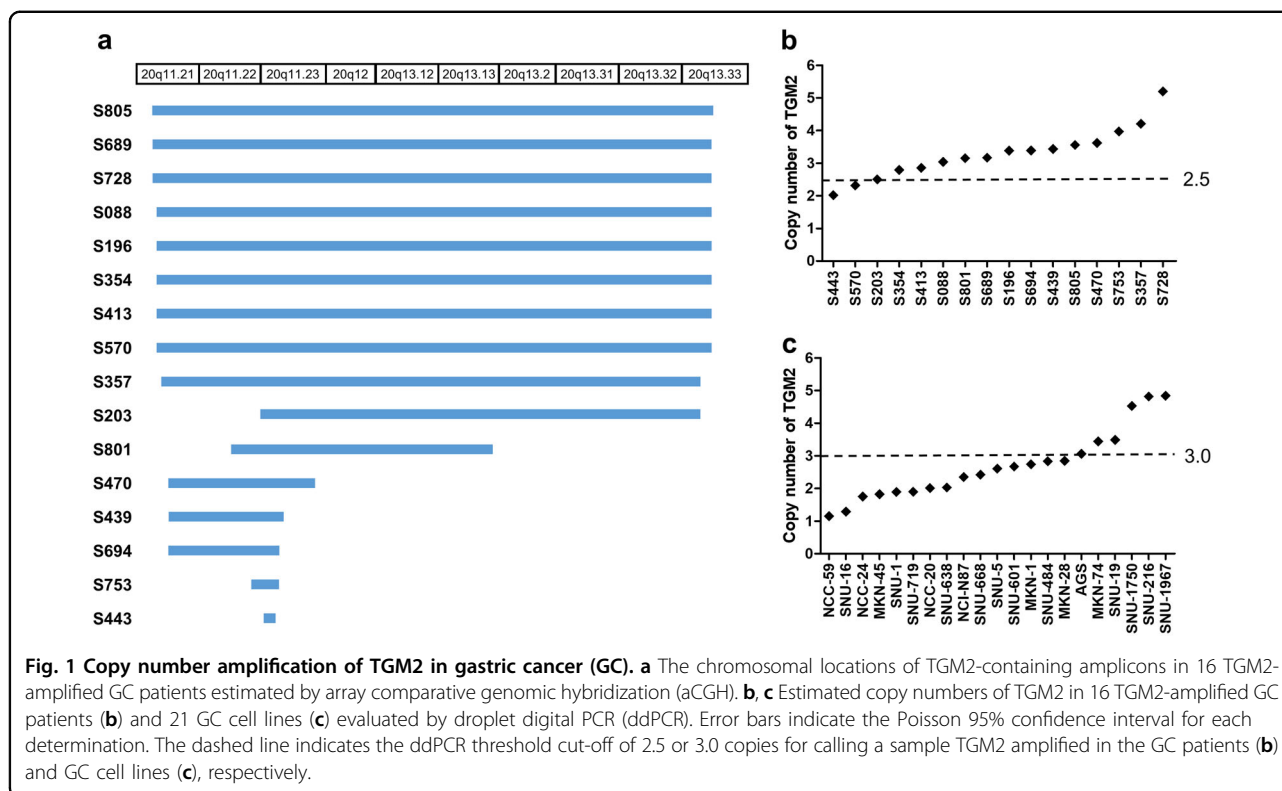 a
20q11.21 20q11.22 20q11.23 20q12 20q13.12 20q13.13 20q13.2 20q13.31 20q13.32 20q13.33
S805
S689
S728
S088
S196
S354
S413
S570
S357
S203
S801
S470
S439
S694
S753
S443
b
Copy number of TGM2
6
5
4
3
2
1
0
2.5
S443 S570 S203 S354 S413 S088 S801 S689 S196 S694 S439 S805 S470 S753 S357 S728
c
Copy number of TGM2
6
5
4
3
2
1
0
3.0
NCC-59 SNU-16 NCC-24 MKN-45 SNU-1 SNU-719 NCC-20 SNU-638 NCI-N87 SNU-668 SNU-5 SNU-601 MKN-1 SNU-484 MKN-28 AGS MKN-74 SNU-19 SNU-1750 SNU-216 SNU-1967
Fig. 1 Copy number amplification of TGM2 in gastric cancer (GC). a The chromosomal locations of TGM2-containing amplicons in 16 TGM2-
amplified GC patients estimated by array comparative genomic hybridization (aCGH). b, c Estimated copy numbers of TGM2 in 16 TGM2-amplified GC
patients (b) and 21 GC cell lines (c) evaluated by droplet digital PCR (ddPCR). Error bars indicate the Poisson 95% confidence interval for each
determination. The dashed line indicates the ddPCR threshold cut-off of 2.5 or 3.0 copies for calling a sample TGM2 amplified in the GC patients (b)
and GC cell lines (c), respectively.